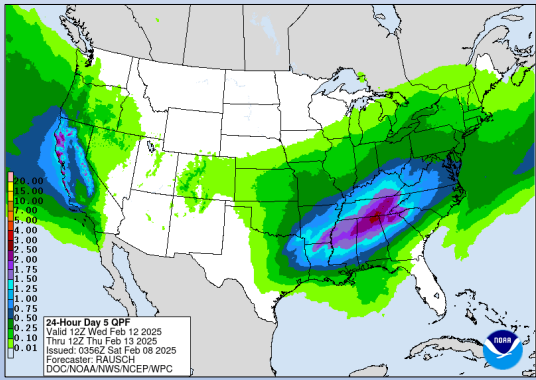 20.00
15.00
10.00
7.00
5.00
4.00
3.00
2.50
2.00
1.75
1.50
1.25
1.00
0.75
0.50
0.25
0.10
0.01
24-Hour Day 5 QPF
Valid 12Z Wed Feb 12 2025
Thru 12Z Thu Feb 13 2025
Issued: 0356Z Sat Feb 08 2025
Forecaster: RAUSCH
DOC/NOAA/NWS/NCEP/WPC
NOAA